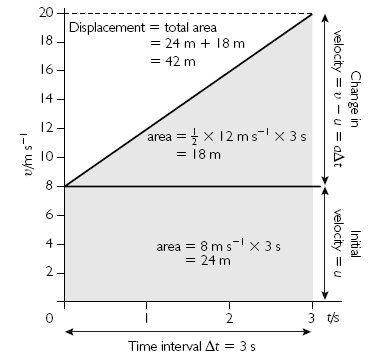 20
18
16
14
12
10
8
6
4
2
0
v/m s⁻¹
Displacement = total area
= 24 m + 18 m
= 42 m
area = ½ × 12 m s⁻¹ × 3 s
= 18 m
area = 8 m s⁻¹ × 3 s
= 24 m
Change in
velocity = v − u = aΔt
Initial
velocity = u
1
2
3
t/s
Time interval Δt = 3 s